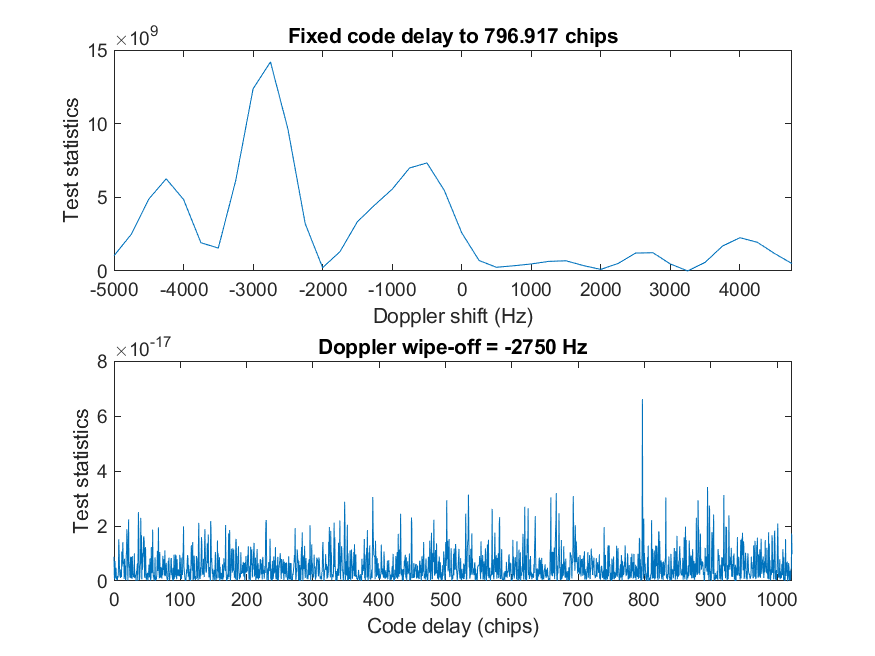 Fixed code delay to 796.917 chips
×10⁹
15
10
5
0
Test statistics
-5000 -4000 -3000 -2000 -1000 0 1000 2000 3000 4000
Doppler shift (Hz)
Doppler wipe-off = -2750 Hz
×10⁻¹⁷
8
6
4
2
0
Test statistics
0 100 200 300 400 500 600 700 800 900 1000
Code delay (chips)